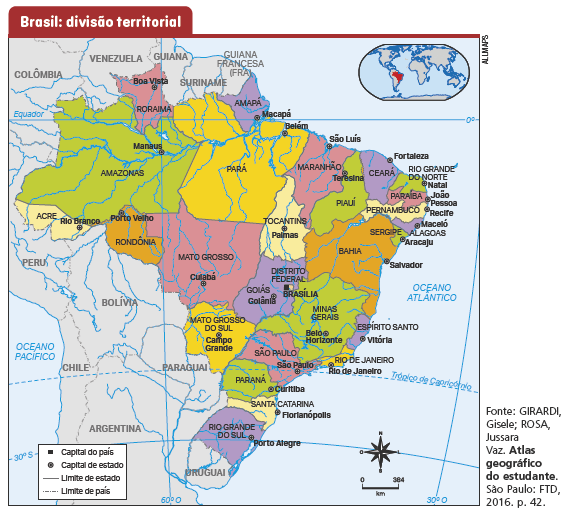 Brasil: divisão territorial
ALLMAPS
VENEZUELA
GUIANA
GUIANA
FRANCESA
(FRA)
COLÔMBIA
SURINAME
Boa Vista
RORAIMA
AMAPÁ
Macapá
Equador
0º
Belém
São Luís
Manaus
Fortaleza
AMAZONAS
PARÁ
MARANHÃO
Teresina
CEARÁ
RIO GRANDE
DO NORTE
Natal
PARAÍBA
João
Pessoa
PIAUÍ
PERNAMBUCO
Recife
ACRE
Rio Branco
Porto Velho
TOCANTINS
Palmas
Maceió
ALAGOAS
SERGIPE
Aracaju
RONDÔNIA
BAHIA
MATO GROSSO
Salvador
PERU
Cuiabá
DISTRITO
FEDERAL
BRASÍLIA
GOIÁS
Goiânia
OCEANO
ATLÂNTICO
BOLÍVIA
MINAS
GERAIS
Belo
Horizonte
MATO GROSSO
DO SUL
Campo
Grande
ESPÍRITO SANTO
Vitória
OCEANO
PACÍFICO
SÃO PAULO
São Paulo
RIO DE JANEIRO
Rio de Janeiro
CHILE
PARAGUAI
PARANÁ
Curitiba
Trópico de Capricórnio
SANTA CATARINA
Florianópolis
ARGENTINA
RIO GRANDE
DO SUL
Porto Alegre
URUGUAI
30º S
60º O
30º O
Capital do país
Capital de estado
Limite de estado
Limite de país
N
S
0 384
km
Fonte: GIRARDI,
Gisele; ROSA,
Jussara
Vaz. Atlas
geográfico
do estudante.
São Paulo: FTD,
2016. p. 42.